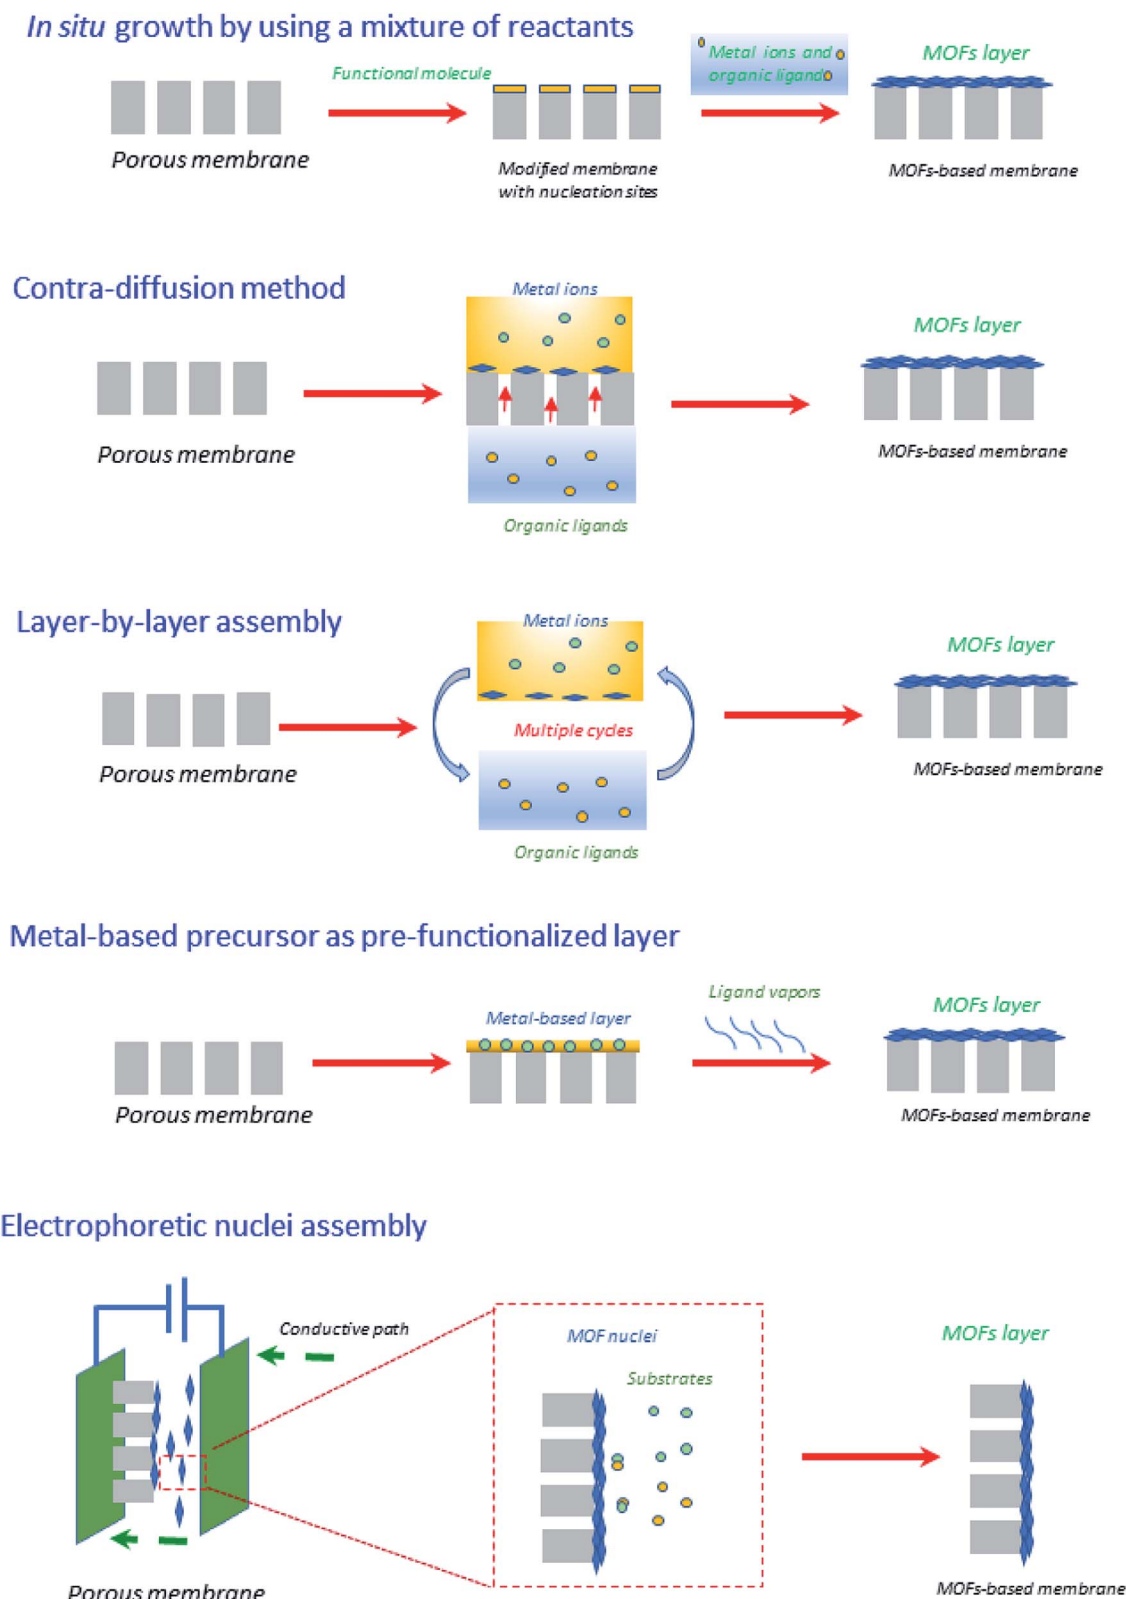 In situ growth by using a mixture of reactants
Functional molecule
Metal ions and
organic ligand
MOFs layer
Porous membrane
Modified membrane
with nucleation sites
MOFs-based membrane
Contra-diffusion method
Metal ions
MOFs layer
Porous membrane
MOFs-based membrane
Organic ligands
Layer-by-layer assembly
Metal ions
MOFs layer
Multiple cycles
Porous membrane
MOFs-based membrane
Organic ligands
Metal-based precursor as pre-functionalized layer
Ligand vapors
Metal-based layer
MOFs layer
Porous membrane
MOFs-based membrane
Electrophoretic nuclei assembly
Conductive path
MOF nuclei
MOFs layer
Substrates
Porous membrane
MOFs-based membrane